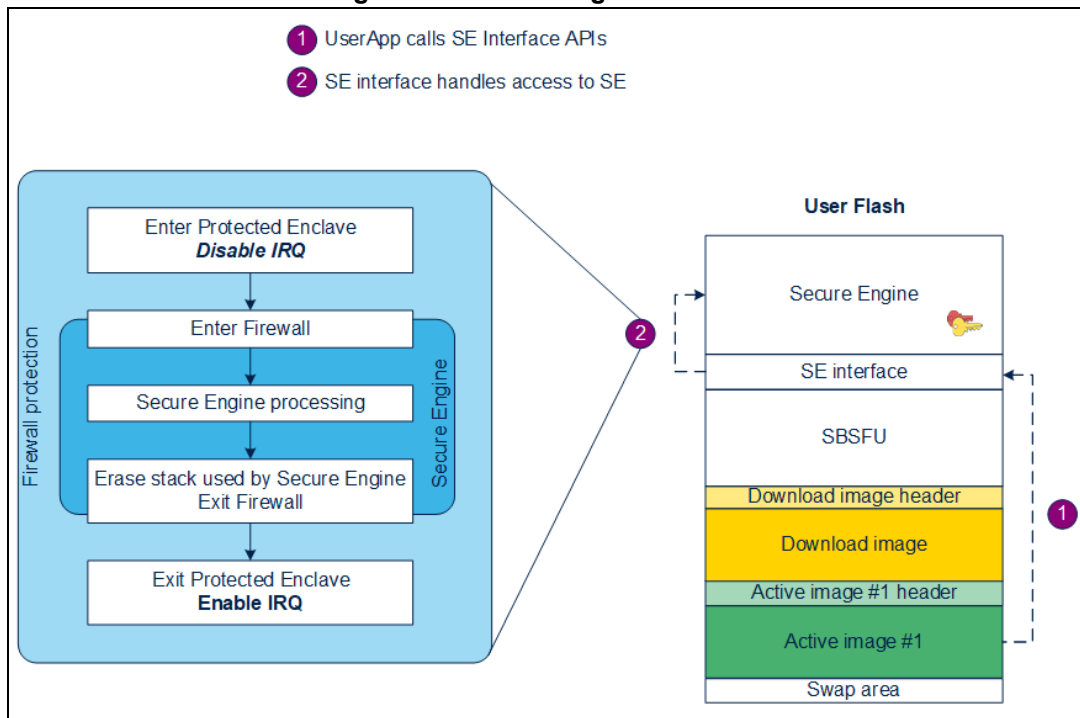 1 UserApp calls SE Interface APIs
2 SE interface handles access to SE
Firewall protection
Enter Protected Enclave
Disable IRQ
Enter Firewall
Secure Engine processing
Erase stack used by Secure Engine
Exit Firewall
Secure Engine
Exit Protected Enclave
Enable IRQ
2
User Flash
Secure Engine
SE interface
SBSFU
Download image header
Download image
Active image #1 header
Active image #1
Swap area
1